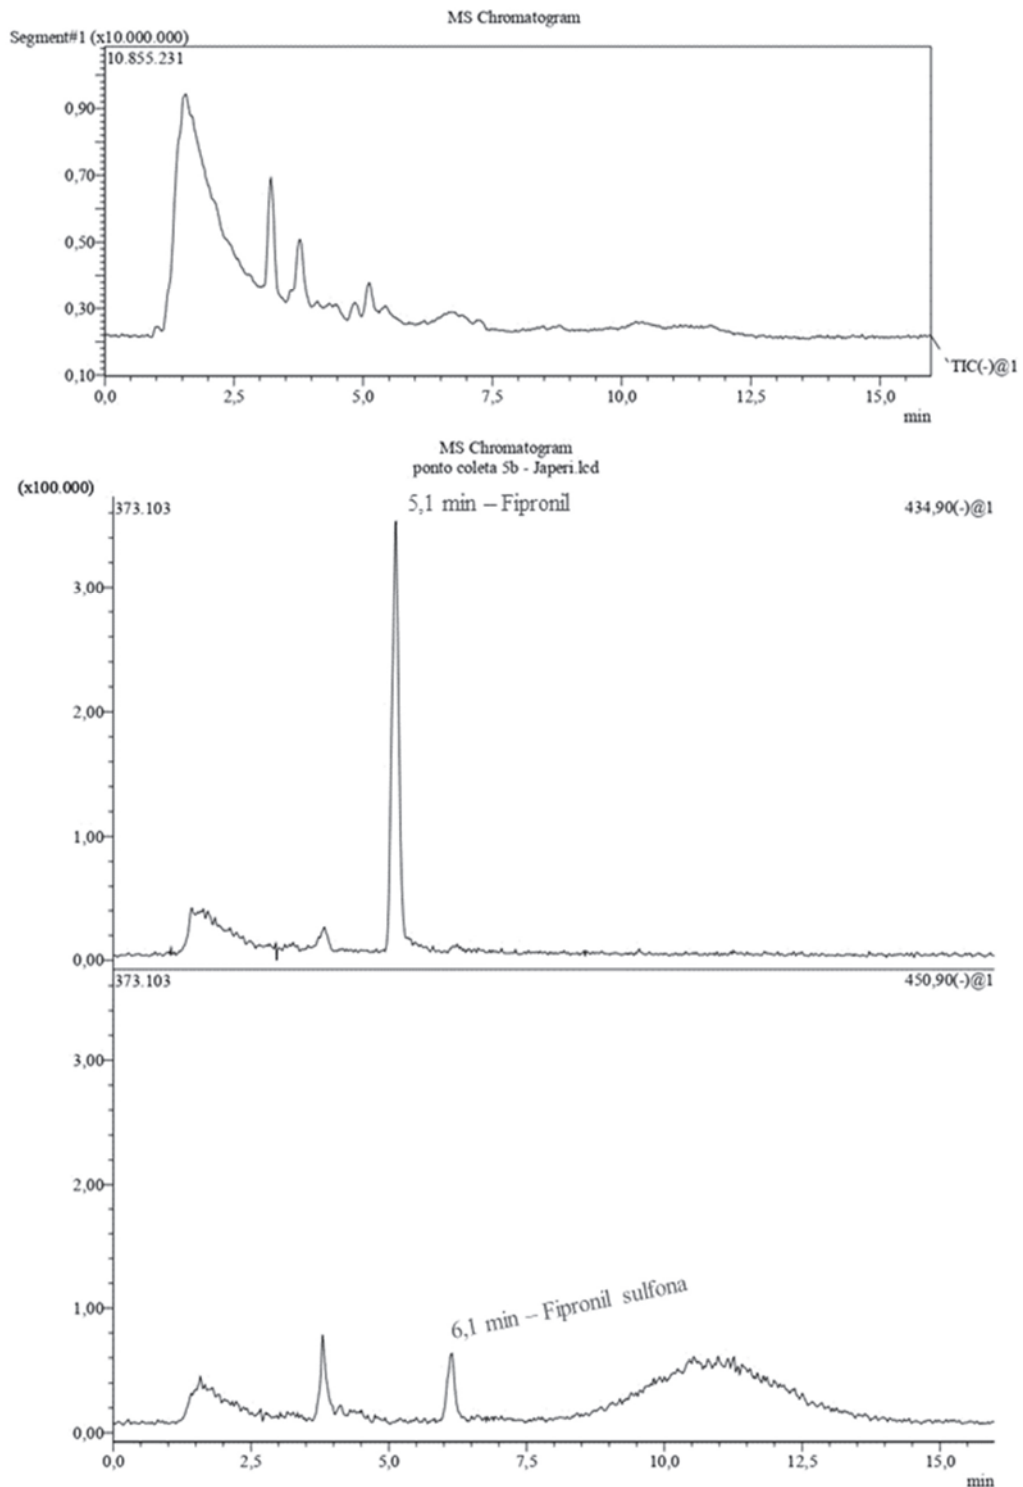 MS Chromatogram
Segment#1 (x10.000.000)
10.855.231
0,90
0,70
0,50
0,30
0,10
0,0 2,5 5,0 7,5 10,0 12,5 15,0
TIC(-)@1
min
MS Chromatogram
ponto coleta 5b - Japeri.lcd
(x100.000)
373.103
5,1 min – Fipronil
434,90(-)@1
3,00
2,00
1,00
0,00
373.103
450,90(-)@1
3,00
2,00
1,00
6,1 min – Fipronil sulfona
0,00
0,0 2,5 5,0 7,5 10,0 12,5 15,0
min